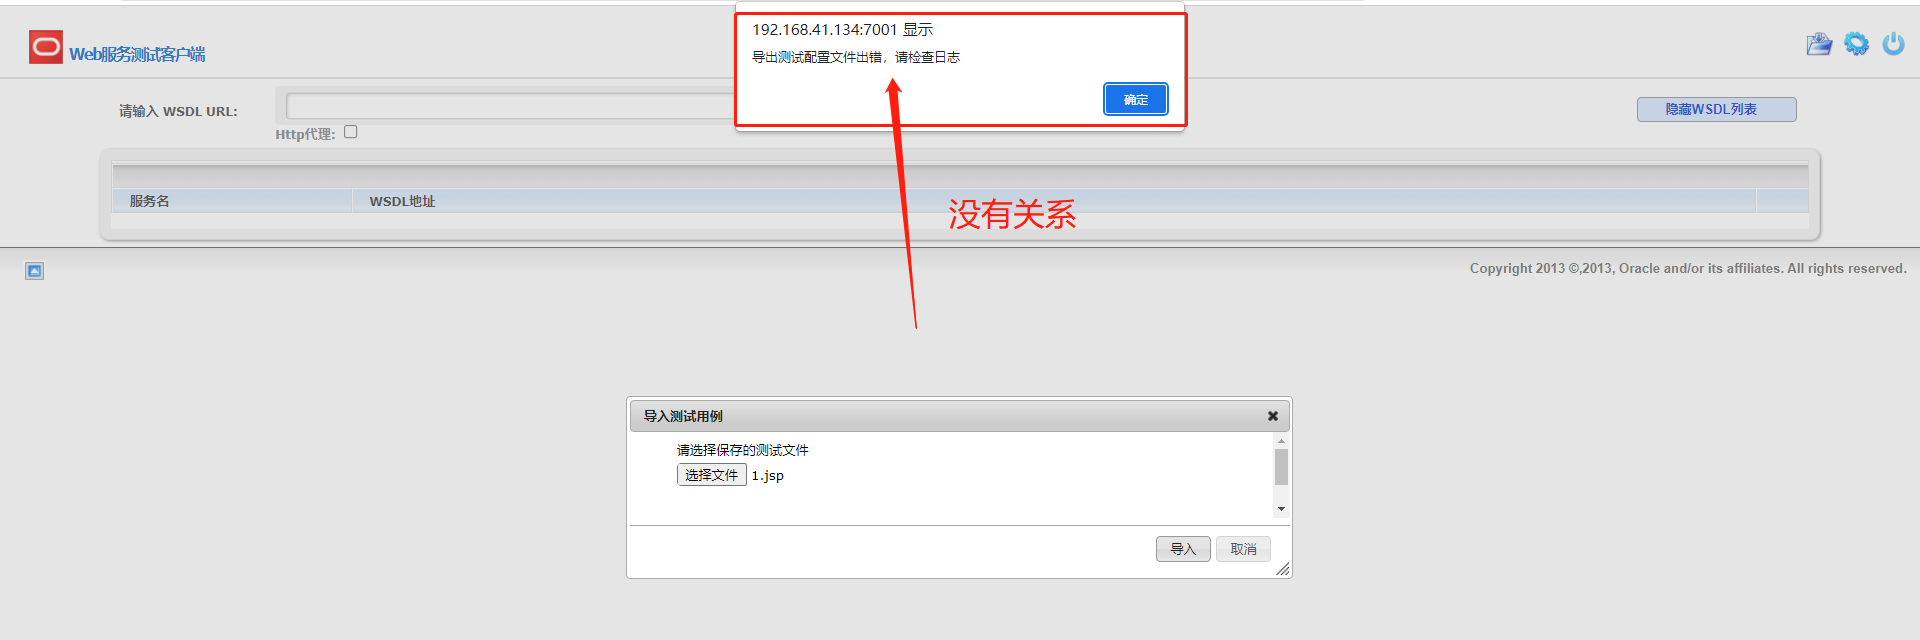 192.168.41.134:7001 显示
导出测试配置文件出错，请检查日志
确定
Web服务测试客户端
请输入 WSDL URL:
Http代理:
隐藏WSDL列表
服务名 WSDL地址
没有关系
Copyright 2013 ©,2013, Oracle and/or its affiliates. All rights reserved.
导入测试用例
请选择保存的测试文件
选择文件 1.jsp
导入 取消